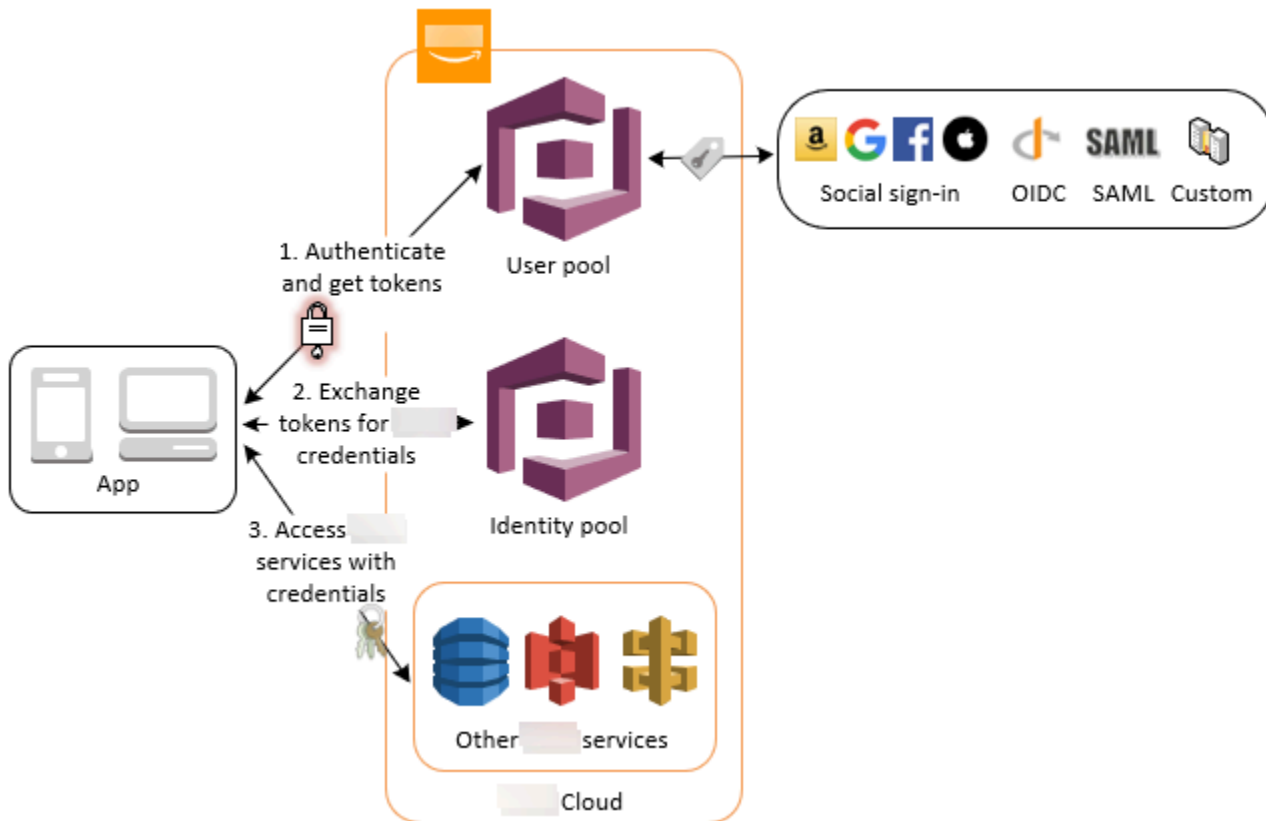 1. Authenticate
and get tokens
User pool
a
SAML
Social sign-in
OIDC
SAML
Custom
2. Exchange
tokens for
credentials
App
Identity pool
3. Access
services with
credentials
Other services
Cloud